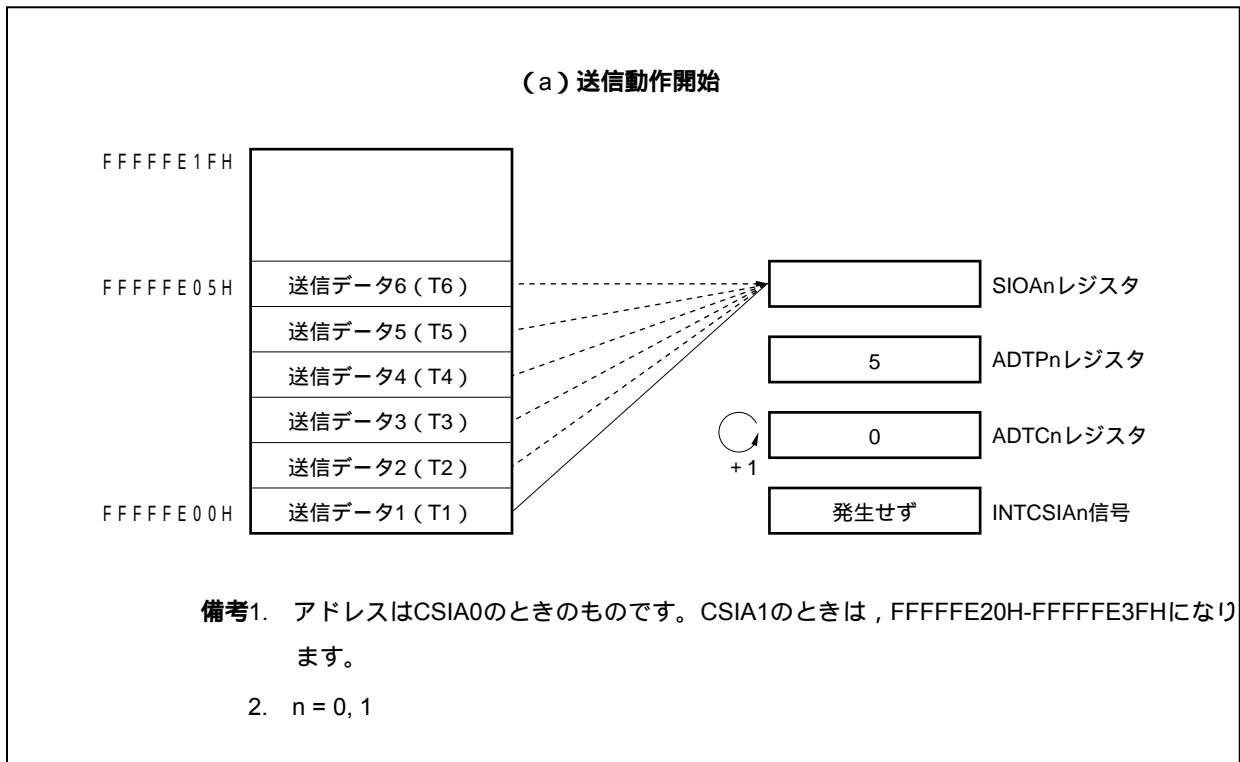 (a)送信動作開始
FFFFFE1FH
FFFFFE05H 送信データ6(T6) SIOAnレジスタ
送信データ5(T5)
5 ADTPnレジスタ
送信データ4(T4)
送信データ3(T3)
0 ADTCnレジスタ
+1
送信データ2(T2)
FFFFFE00H 送信データ1(T1) 発生せず INTCSIAn信号
備考1. アドレスはCSIA0のときのものです。CSIA1のときは,FFFFFE20H-FFFFFE3FHになり
ます。
2. n = 0, 1